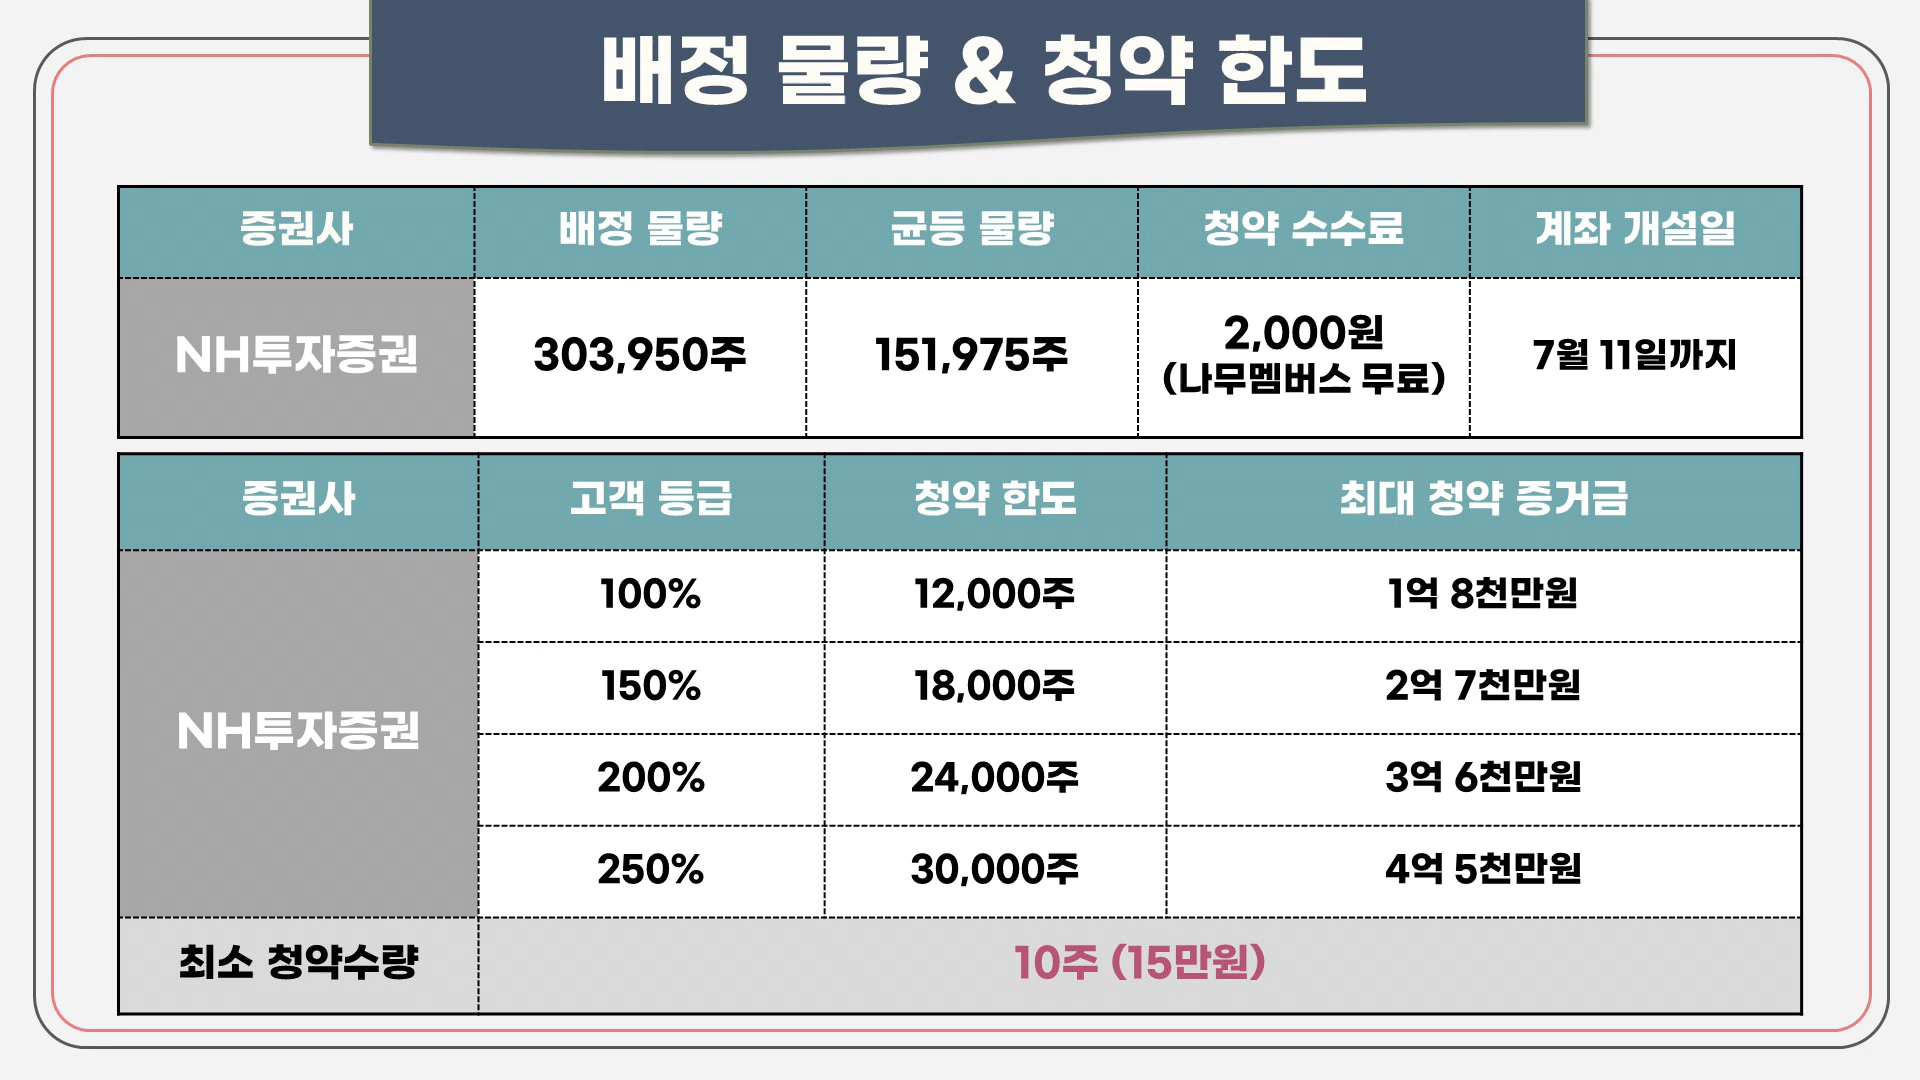 배정 물량 & 청약 한도
증권사 배정 물량 균등 물량 청약 수수료 계좌 개설일
NH투자증권 303,950주 151,975주 2,000원 (나무멤버스 무료) 7월 11일까지
증권사 고객 등급 청약 한도 최대 청약 증거금
NH투자증권
100% 12,000주 1억 8천만원
150% 18,000주 2억 7천만원
200% 24,000주 3억 6천만원
250% 30,000주 4억 5천만원
최소 청약수량 10주 (15만원)